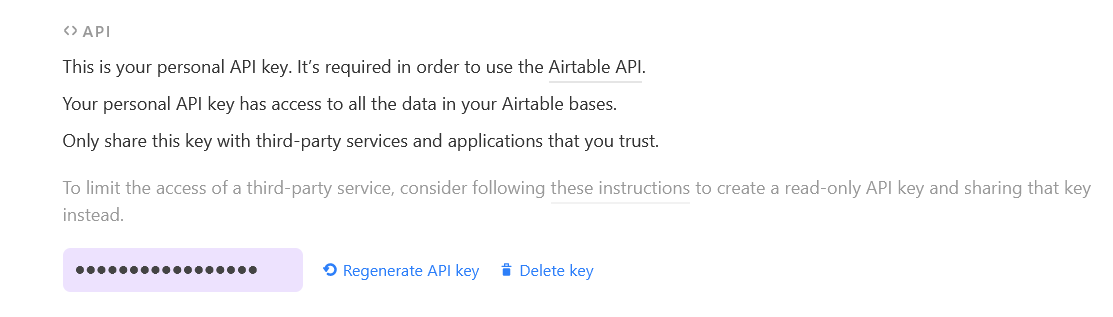 <> API
This is your personal API key. It's required in order to use the Airtable API.
Your personal API key has access to all the data in your Airtable bases.
Only share this key with third-party services and applications that you trust.
To limit the access of a third-party service, consider following these instructions to create a read-only API key and sharing that key
instead.
•••••••••••••••••
Regenerate API key
Delete key